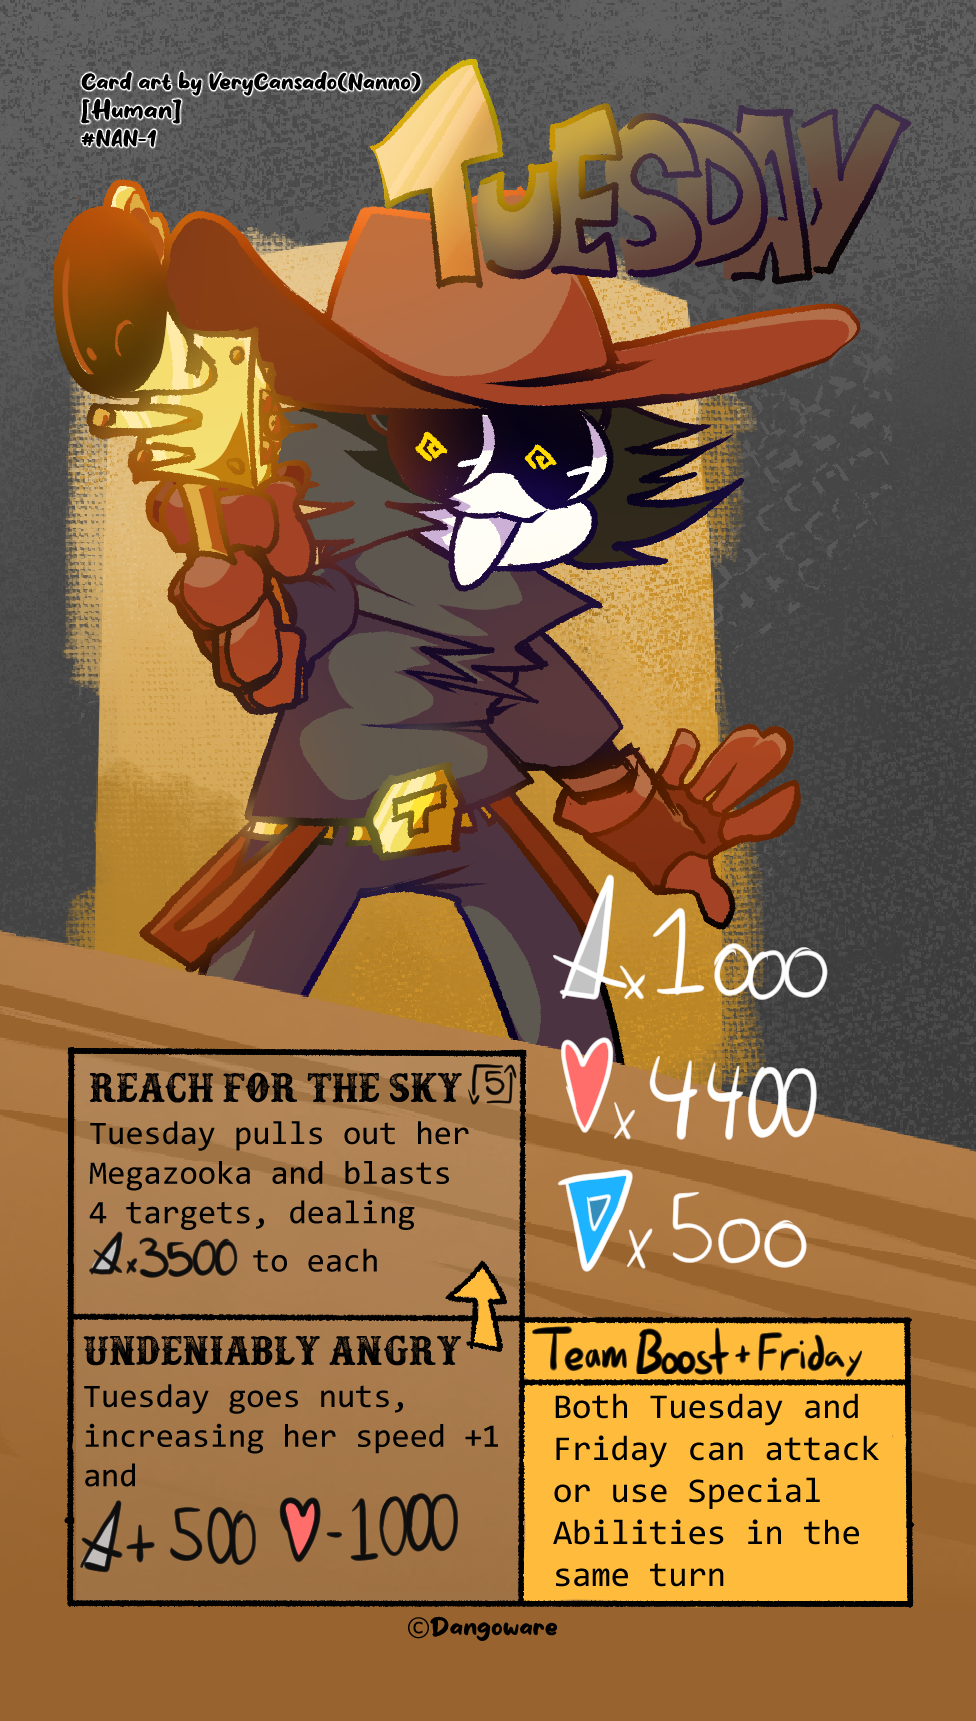 Card art by VeryCansado(Nanno)
[Human]
#NAN-1
TUESDAY
x1000
x4400
x500
REACH FOR THE SKY 5
Tuesday pulls out her
Megazooka and blasts
4 targets, dealing
x3500 to each
UNDENIABLY ANGRY
Tuesday goes nuts,
increasing her speed +1
and
+500 -1000
Team Boost + Friday
Both Tuesday and
Friday can attack
or use Special
Abilities in the
same turn
T
©Dangoware